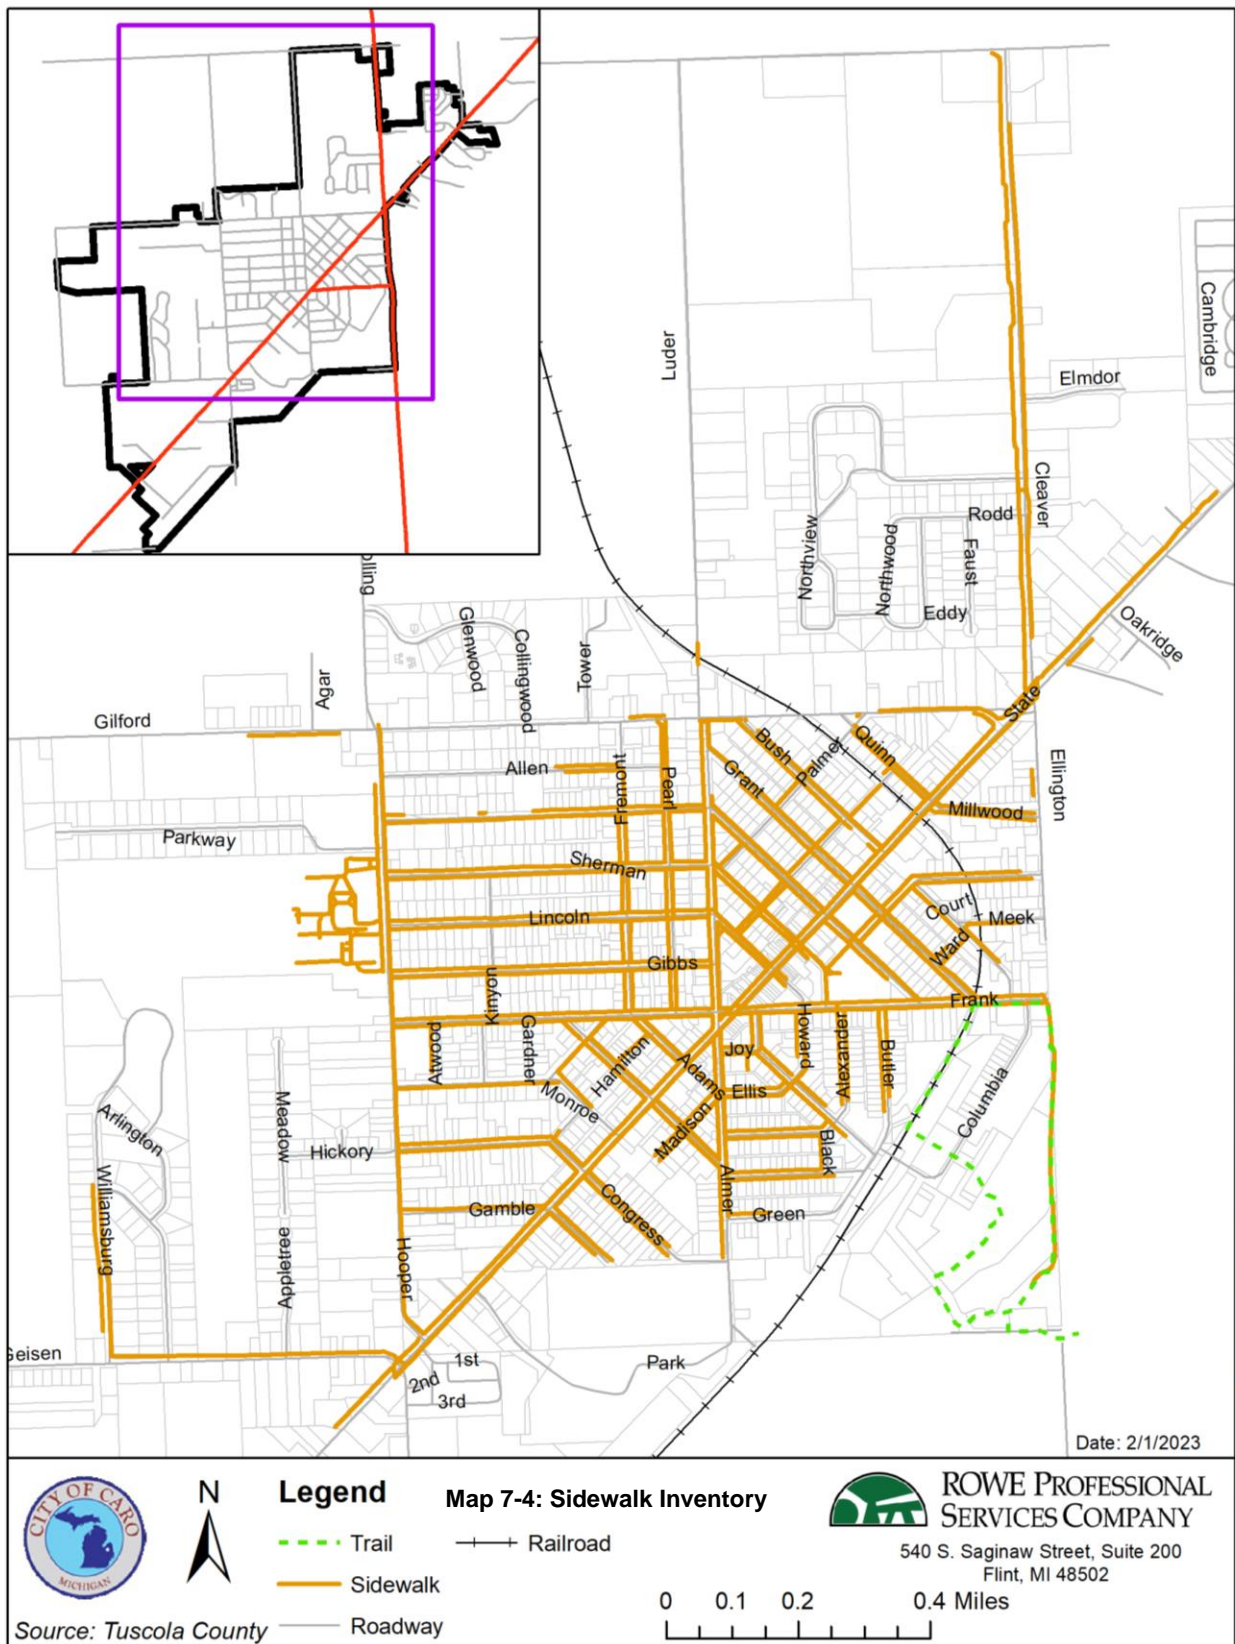 Cambridge
Luder
Elmdor
Cleaver
Rodd
Northview
Northwood
Faust
Eddy
Oakridge
olling
Glenwood
Collingwood
Tower
Agar
State
Gilford
Bush
Palmer
Quinn
Ellington
Allen
Fremont
Pearl
Grant
Millwood
Parkway
Sherman
Lincoln
Court
Meek
Ward
Gibbs
Kinyon
Frank
Atwood
Gardner
Hamilton
Adams
Joy
Howard
Alexxander
Butler
Monroe
Ellis
Columbia
Meadow
Arlington
Hickory
Madison
Black
Williamsburg
Almer
Congress
Gamble
Green
Appletree
Hooper
Geisen
1st
2nd
3rd
Park
Date: 2/1/2023
CITY OF CARO
MICHIGAN
N
Legend
Trail
Sidewalk
Roadway
Railroad
Map 7-4: Sidewalk Inventory
ROWE PROFESSIONAL
SERVICES COMPANY
540 S. Saginaw Street, Suite 200
Flint, MI 48502
0 0.1 0.2 0.4 Miles
Source: Tuscola County